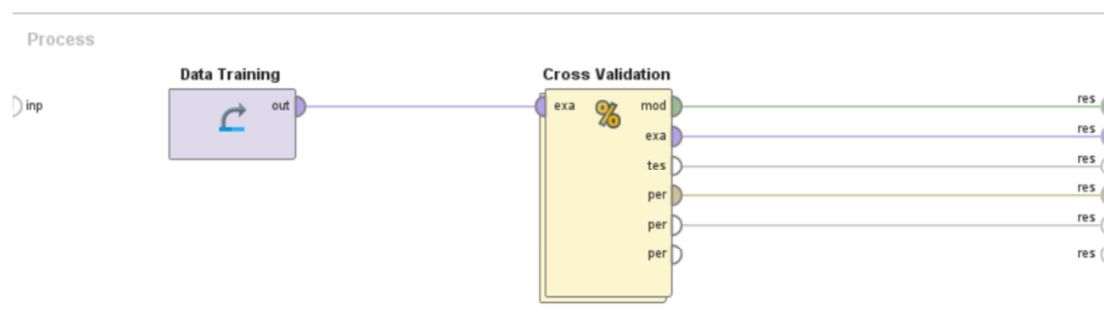 Process
Data Training
Cross Validation
inp
out
exa
%
mod
res
exa
res
tes
res
per
res
per
res
per
res